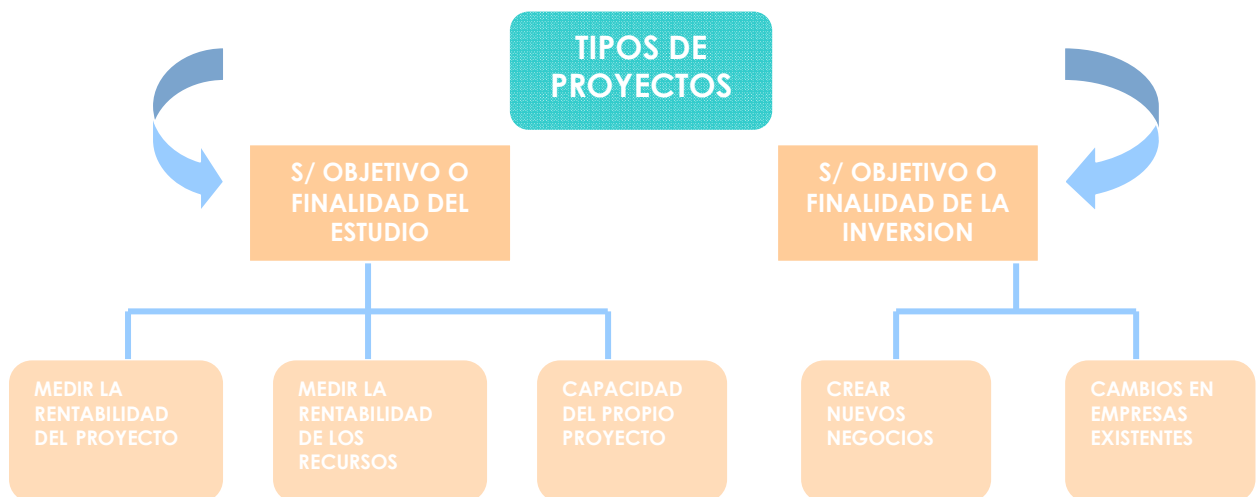 TIPOS DE
PROYECTOS
S/ OBJETIVO O
FINALIDAD DEL
ESTUDIO
S/ OBJETIVO O
FINALIDAD DE LA
INVERSION
MEDIR LA
RENTABILIDAD
DEL PROYECTO
MEDIR LA
RENTABILIDAD
DE LOS
RECURSOS
CAPACIDAD
DEL PROPIO
PROYECTO
CREAR
NUEVOS
NEGOCIOS
CAMBIOS EN
EMPRESAS
EXISTENTES